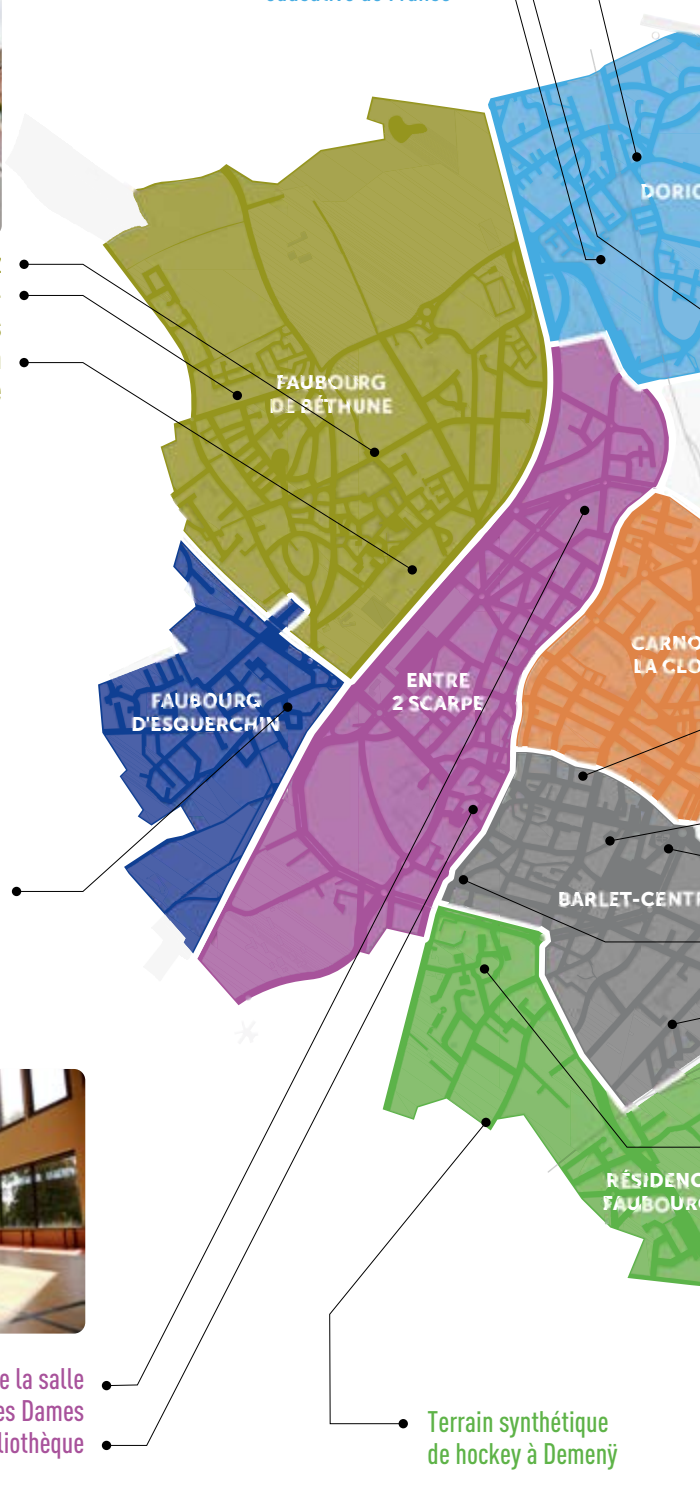 DORIG
FAUBOURG
DE BÉTHUNE
CARNO
LA CLO
ENTRE
2 SCARPE
FAUBOURG
D'ESQUERCHIN
BARLET-CENTR
RÉSIDENC
FAUBOURG
e la salle
es Dames
liothèque
Terrain synthétique
de hockey à Demenÿ